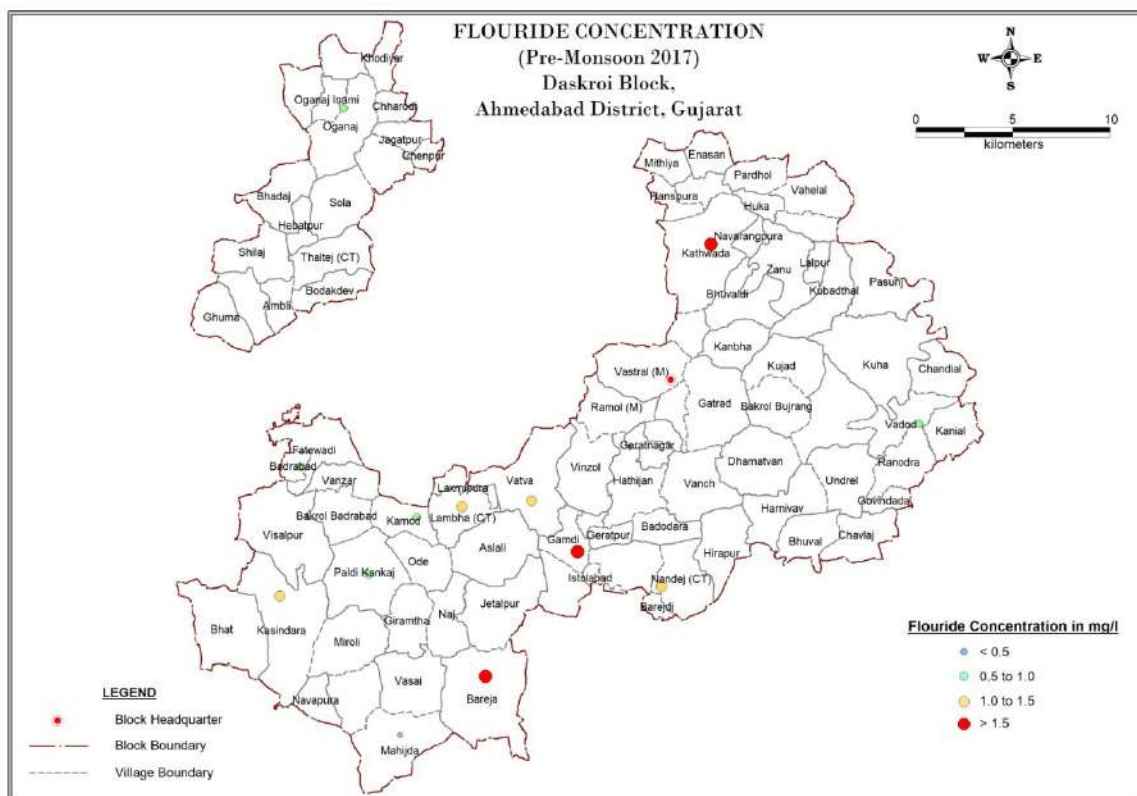 FLOURIDE CONCENTRATION
(Pre-Monsoon 2017)
Daskroi Block,
Ahmedabad District, Gujarat
N
W E
S
0 5 10
kilometers
Khodiyar
Oganaj Inami
Chharodi
Oganaj
Jagatpur
Chenpur
Bhadaj
Sola
Hebatpur
Shilaj
Thaltej (CT)
Bodakdev
Ambli
Ghuma
Enasan
Mithiya
Pardhol
Vahelal
Hanspura
Huka
Navarangpura
Kathwada
Zanu
Lalpur
Pasunj
Bhuvaldi
Kubadthal
Kanbha
Kujad
Kuha
Chandial
Vastral (M)
Ramol (M)
Gatrad
Bakrol Bujrang
Vadod
Kanial
Geratnagar
Ranodra
Dhamatvan
Fatewadi
Badrabad
Vanzar
Vinzol
Hathijan
Vanch
Undrel
Govindada
Laxmipura
Vatva
Bakrol Badrabad
Kamod
Lambha (CT)
Harnivav
Visalpur
Badodara
Geratpur
Gamdi
Bhuval
Chavlaj
Aslali
Ode
Hirapur
Paldi Kankaj
Istolabad
Nandej (CT)
Barejdi
Jetalpur
Naj
Giramtha
Bhat
Kasindara
Miroli
Vasai
Bareja
Navapura
Mahijda
Flouride Concentration in mg/l
< 0.5
0.5 to 1.0
1.0 to 1.5
> 1.5
LEGEND
Block Headquarter
Block Boundary
Village Boundary